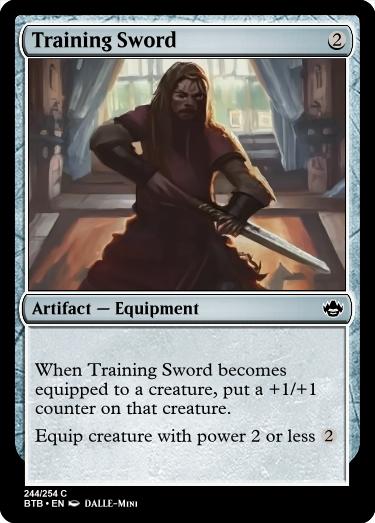 Training Sword 2
Artifact — Equipment
When Training Sword becomes
equipped to a creature, put a +1/+1
counter on that creature.
Equip creature with power 2 or less 2
244/254 C
BTB • EN DALLE-Mini